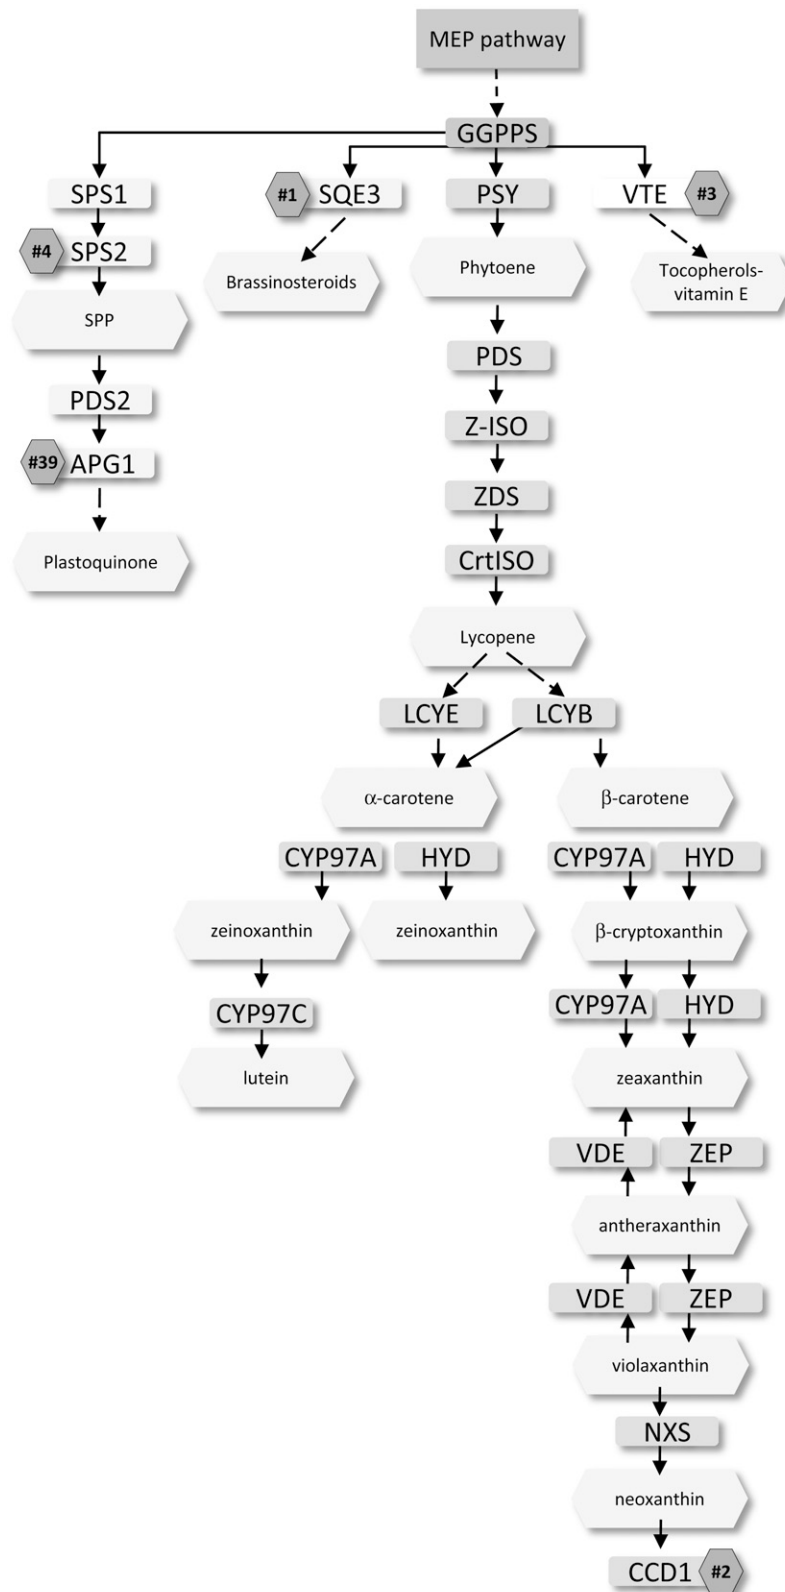 MEP pathway
GGPPS
SPS1
#1
SQE3
PSY
VTE
#3
#4
SPS2
Brassinosteroids
Phytoene
Tocopherols-
vitamin E
SPP
PDS
PDS2
Z-ISO
#39
APG1
ZDS
Plastoquinone
CrtISO
Lycopene
LCYE
LCYB
α-carotene
β-carotene
CYP97A
HYD
CYP97A
HYD
zeinoxanthin
zeinoxanthin
β-cryptoxanthin
CYP97C
CYP97A
HYD
lutein
zeaxanthin
VDE
ZEP
antheraxanthin
VDE
ZEP
violaxanthin
NXS
neoxanthin
CCD1
#2